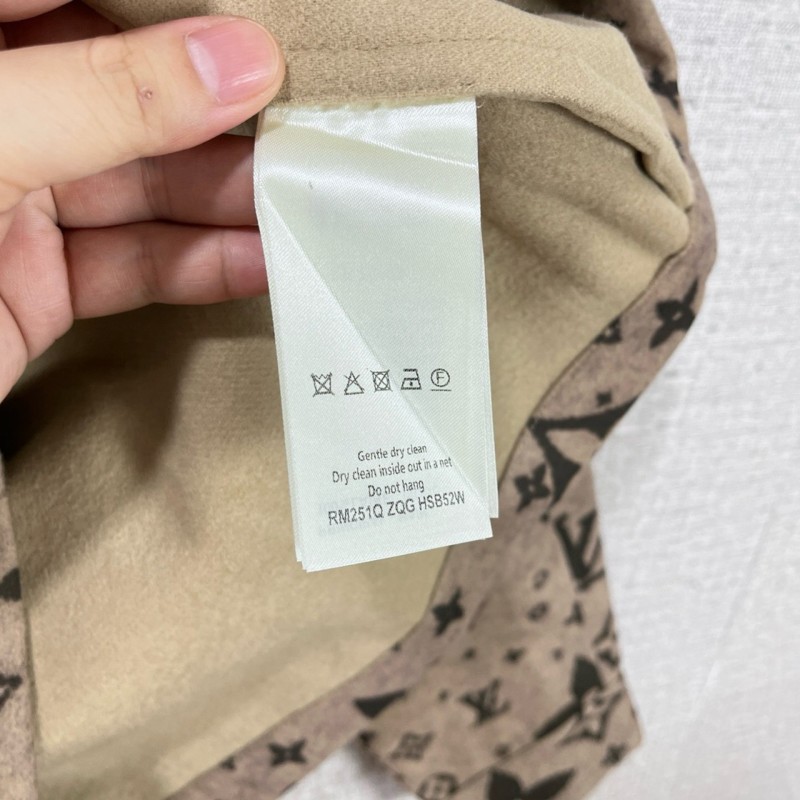 F
Gentle dry clean
Dry clean inside out in a net
Do not hang
RM251Q ZQG HSB52W